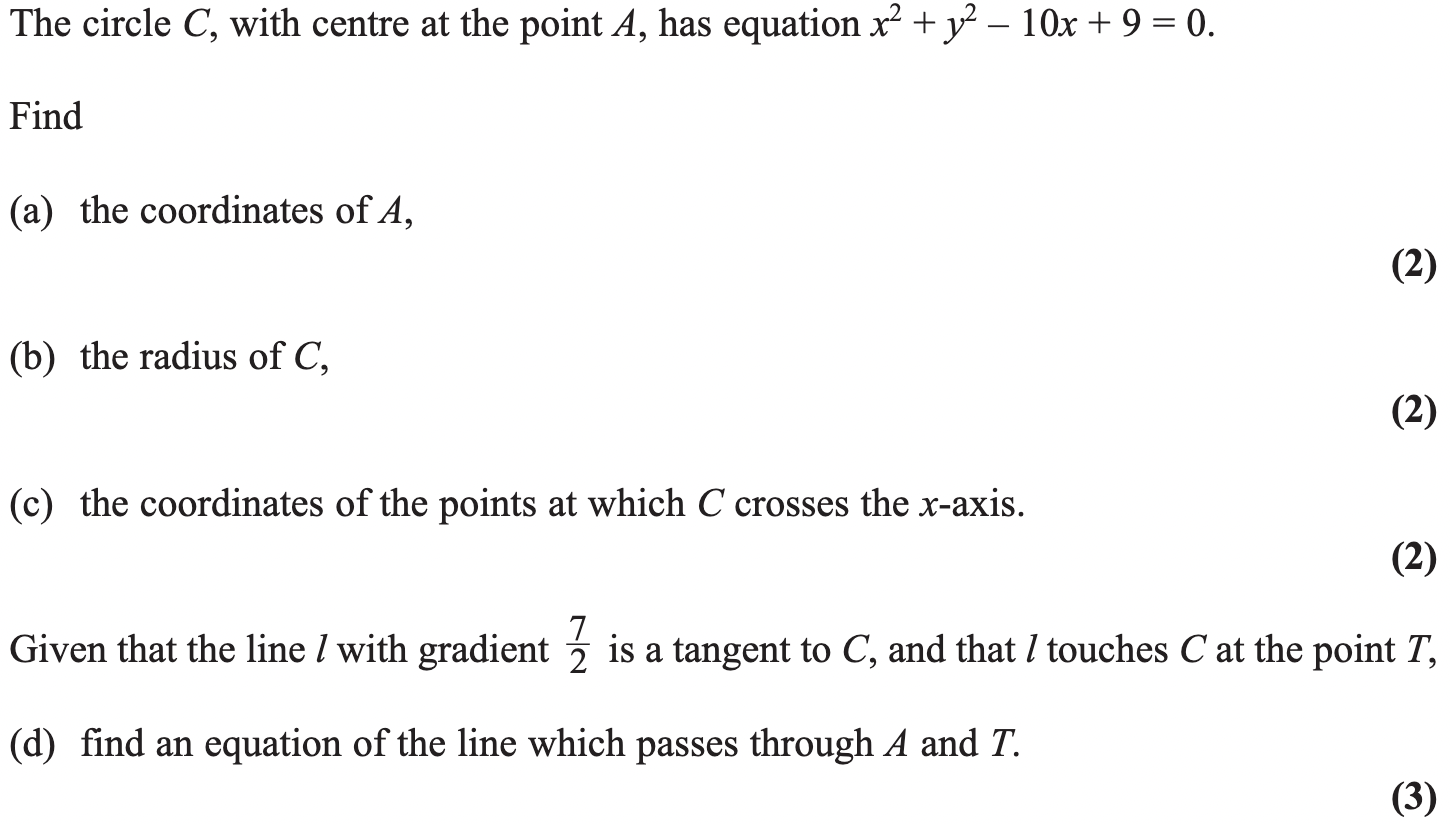 The circle C, with centre at the point A, has equation x² + y² – 10x + 9 = 0.
Find
(a) the coordinates of A,
(2)
(b) the radius of C,
(2)
(c) the coordinates of the points at which C crosses the x-axis.
(2)
Given that the line l with gradient 7/2 is a tangent to C, and that l touches C at the point T,
(d) find an equation of the line which passes through A and T.
(3)